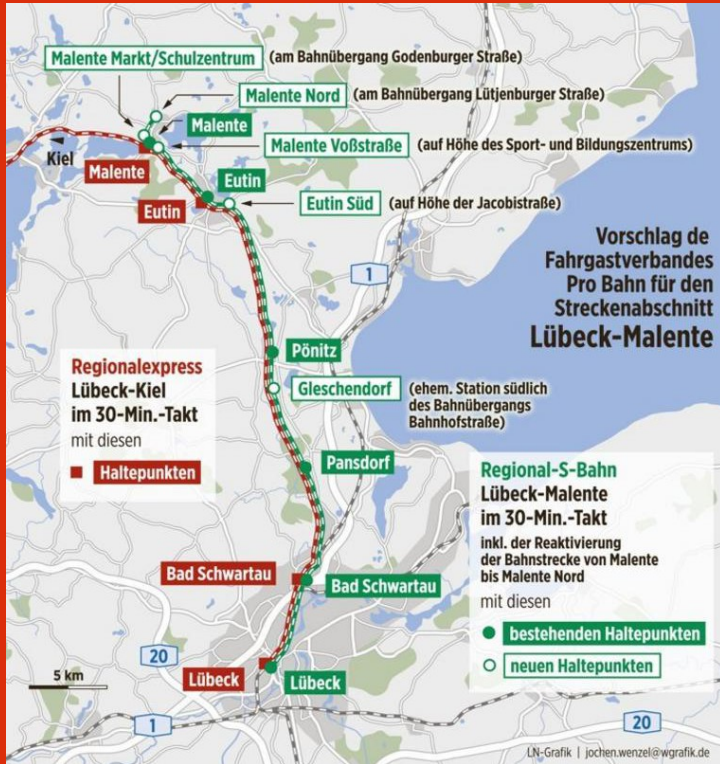 Malente Markt/Schulzentrum (am Bahnübergang Godenburger Straße)
Malente Nord (am Bahnübergang Lütjenburger Straße)
Malente
Malente Voßstraße (auf Höhe des Sport- und Bildungszentrums)
Kiel
Malente
Eutin
Eutin
Eutin Süd (auf Höhe der Jacobistraße)
Vorschlag de
Fahrgastverbandes
Pro Bahn für den
Streckenabschnitt
Lübeck-Malente
1
Pönitz
Gleschendorf (ehem. Station südlich
des Bahnübergangs
Bahnhofstraße)
Regionalexpress
Lübeck-Kiel
im 30-Min.-Takt
mit diesen
Haltepunkten
Pansdorf
Regional-S-Bahn
Lübeck-Malente
im 30-Min.-Takt
inkl. der Reaktivierung
der Bahnstrecke von Malente
bis Malente Nord
mit diesen
bestehenden Haltepunkten
neuen Haltepunkten
Bad Schwartau
Bad Schwartau
20
Lübeck
Lübeck
5 km
1
20
LN-Grafik | jochen.wenzel@wgrafik.de